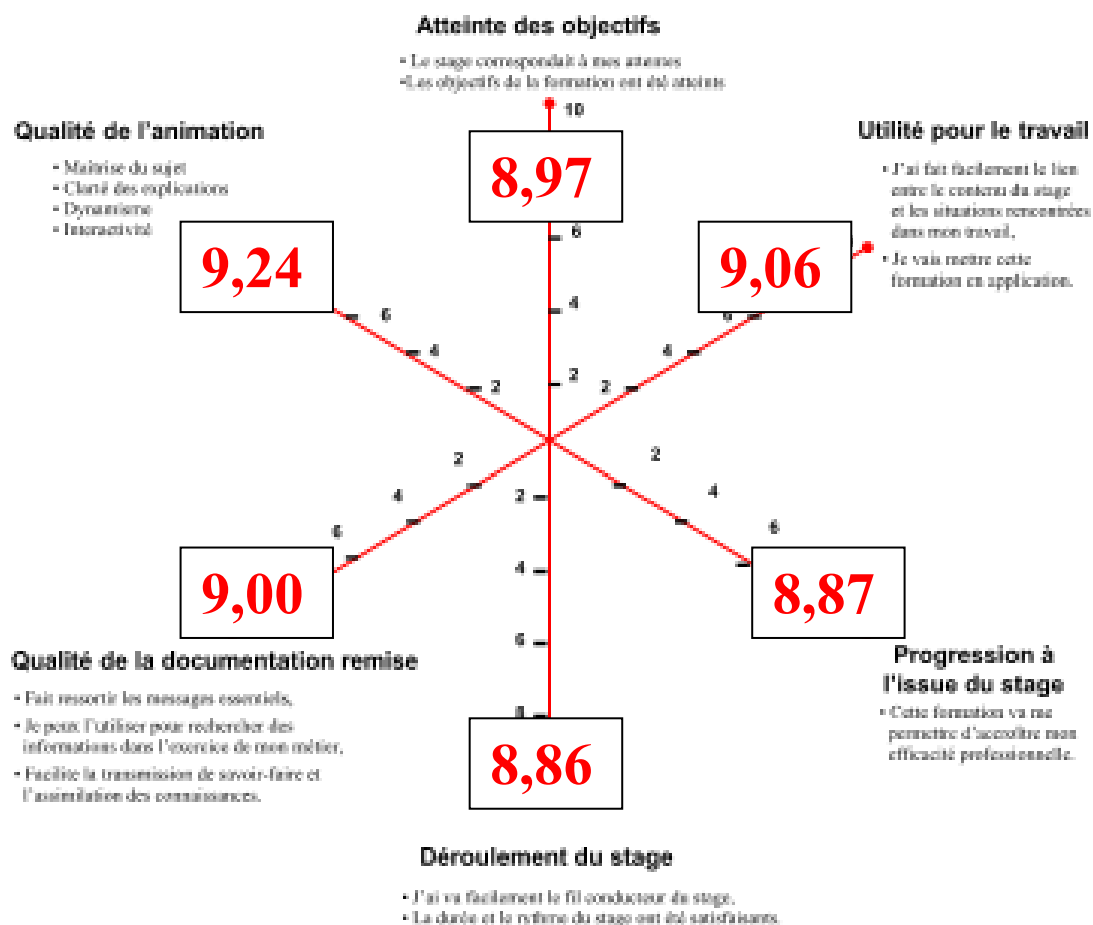 Atteinte des objectifs
• Le stage correspondait à mes attentes
•Les objectifs de la formation ont été atteints
10
8,97
6
4
2
Qualité de l'animation
• Maîtrise du sujet
• Clarté des explications
• Dynamisme
• Interactivité
9,24
6
4
2
Utilité pour le travail
• J'ai fait facilement le lien
entre le contenu du stage
et les situations rencontrées
dans mon travail.
• Je vais mettre cette
formation en application.
9,06
6
4
2
2
4
6
9,00
Qualité de la documentation remise
• Fait ressortir les messages essentiels.
• Je peux l'utiliser pour rechercher des
informations dans l'exercice de mon métier.
• Facilite la transmission de savoir-faire et
l'assimilation des connaissances.
2
4
6
8
8,86
Déroulement du stage
• J'ai vu facilement le fil conducteur du stage.
• La durée et le rythme du stage ont été satisfaisants.
2
4
6
8,87
Progression à
l'issue du stage
• Cette formation va me
permettre d'accroître mon
efficacité professionnelle.